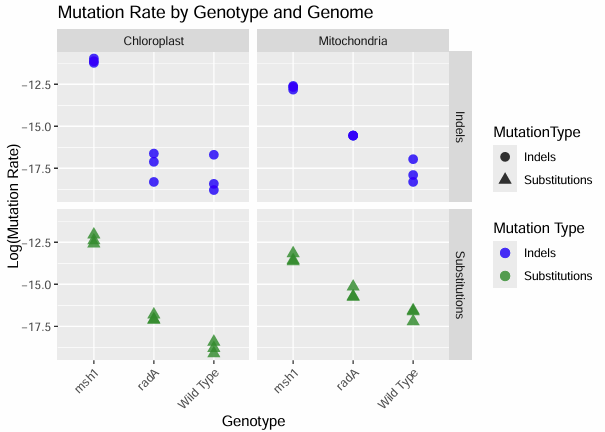 Mutation Rate by Genotype and Genome
Chloroplast
Mitochondria
Log(Mutation Rate)
−12.5
−15.0
−17.5
Indels
−12.5
−15.0
−17.5
Substitutions
msh1
radA
Wild Type
msh1
radA
Wild Type
Genotype
MutationType
Indels
Substitutions
Mutation Type
Indels
Substitutions